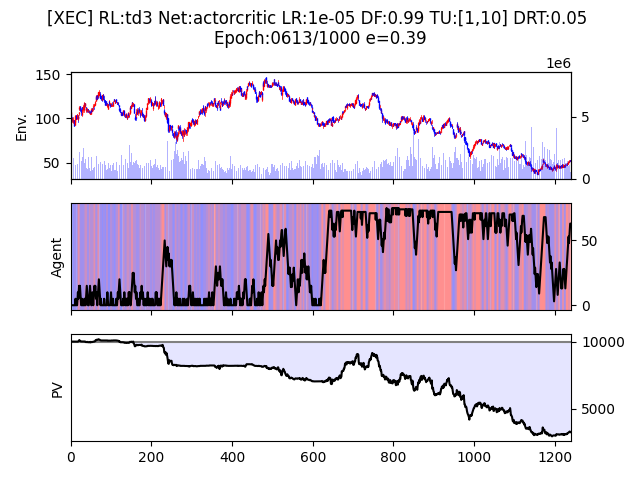 [XEC] RL:td3 Net:actorcritic LR:1e-05 DF:0.99 TU:[1,10] DRT:0.05
Epoch:0613/1000 e=0.39
1e6
150
100
50
Env.
5
0
Agent
50
0
PV
10000
5000
0 200 400 600 800 1000 1200